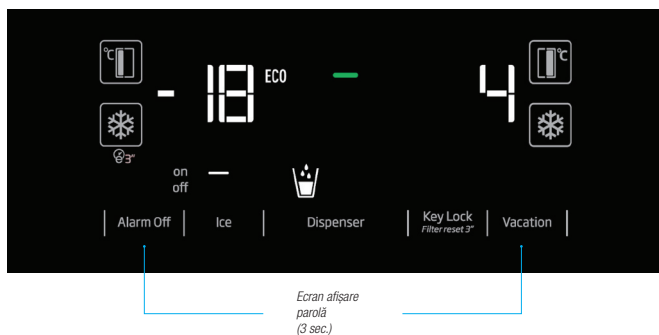 °C
- 18 ECO
4
°C
3"
on
off
Alarm Off
Ice
Dispenser
Key Lock
Filter reset 3"
Vacation
Ecran afișare
parolă
(3 sec.)